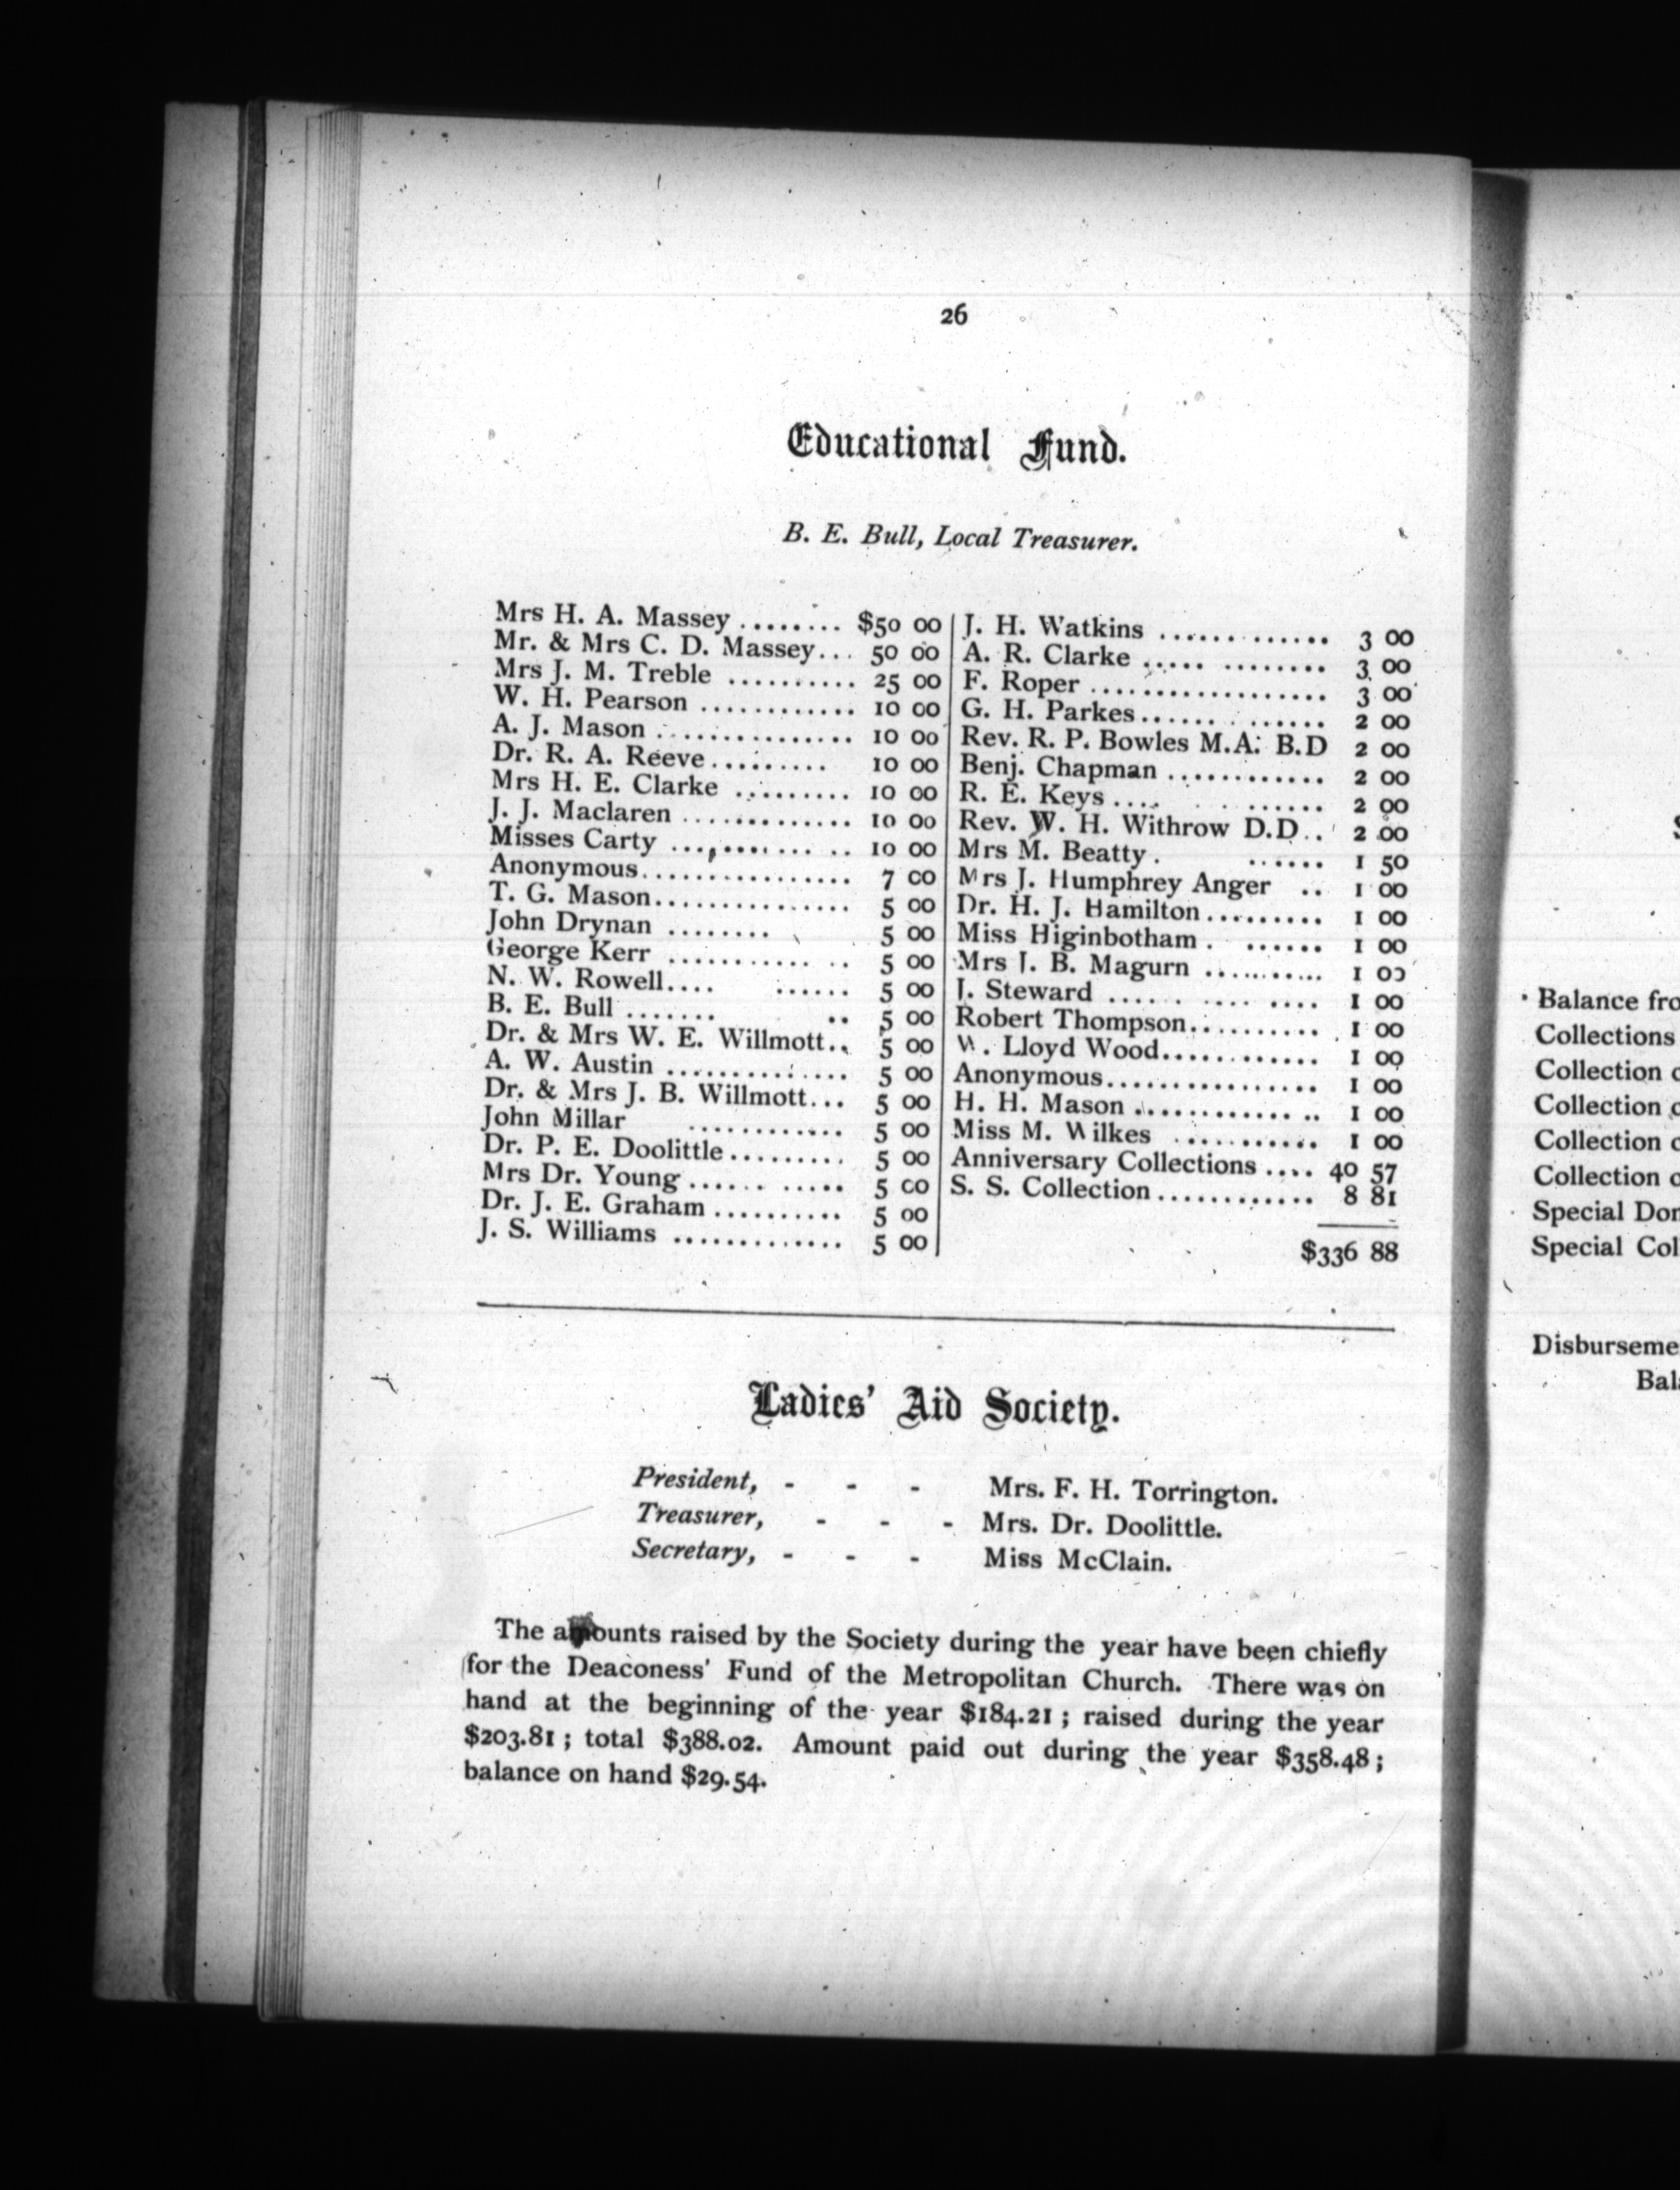 26
Educational Fund.
B. E. Bull, Local Treasurer.
Mrs H. A. Massey ........ $50 00
Mr. & Mrs C. D. Massey... 50 00
Mrs J. M. Treble .......... 25 00
W. H. Pearson ............ 10 00
A. J. Mason ............... 10 00
Dr. R. A. Reeve......... 10 00
Mrs H. E. Clarke ......... 10 00
J. J. Maclaren ............. 10 00
Misses Carty ............. 10 00
Anonymous................ 7 00
T. G. Mason............... 5 00
John Drynan ........ 5 00
George Kerr ............. 5 00
N. W. Rowell.... ...... 5 00
B. E. Bull ....... .. 5 00
Dr. & Mrs W. E. Willmott.. 5 00
A. W. Austin .............. 5 00
Dr. & Mrs J. B. Willmott... 5 00
John Millar ............ 5 00
Dr. P. E. Doolittle......... 5 00
Mrs Dr. Young ...... ..... 5 00
Dr. J. E. Graham .......... 5 00
J. S. Williams ............. 5 00
J. H. Watkins ............. 3 00
A. R. Clarke ..... ........ 3 00
F. Roper .................. 3 00
G. H. Parkes...... ...... 2 00
Rev. R. P. Bowles M.A. B.D 2 00
Benj. Chapman ............ 2 00
R. E. Keys .... ...... 2 00
Rev. W. H. Withrow D.D.. 2 00
Mrs M. Beatty. ...... 1 50
Mrs J. Humphrey Anger .. 1 00
Dr. H. J. Hamilton......... 1 00
Miss Higinbotham . ...... 1 00
Mrs J. B. Magurn .......... 1 00
J. Steward ...... .... .... 1 00
Robert Thompson.......... 1 00
W. Lloyd Wood............ 1 00
Anonymous................ 1 00
H. H. Mason .............. 1 00
Miss M. Wilkes ........... 1 00
Anniversary Collections .... 40 57
S. S. Collection............ 8 81
$336 88
Ladies' Aid Society.
President, - - - Mrs. F. H. Torrington.
Treasurer, - - - Mrs. Dr. Doolittle.
Secretary, - - - Miss McClain.
The amounts raised by the Society during the year have been chiefly
for the Deaconess' Fund of the Metropolitan Church. There was on
hand at the beginning of the year $184.21; raised during the year
$203.81; total $388.02. Amount paid out during the year $358.48;
balance on hand $29.54.
Balance fro
Collections
Collection
Collection
Collection
Collection
Special Don
Special Col
Disburseme
Bal